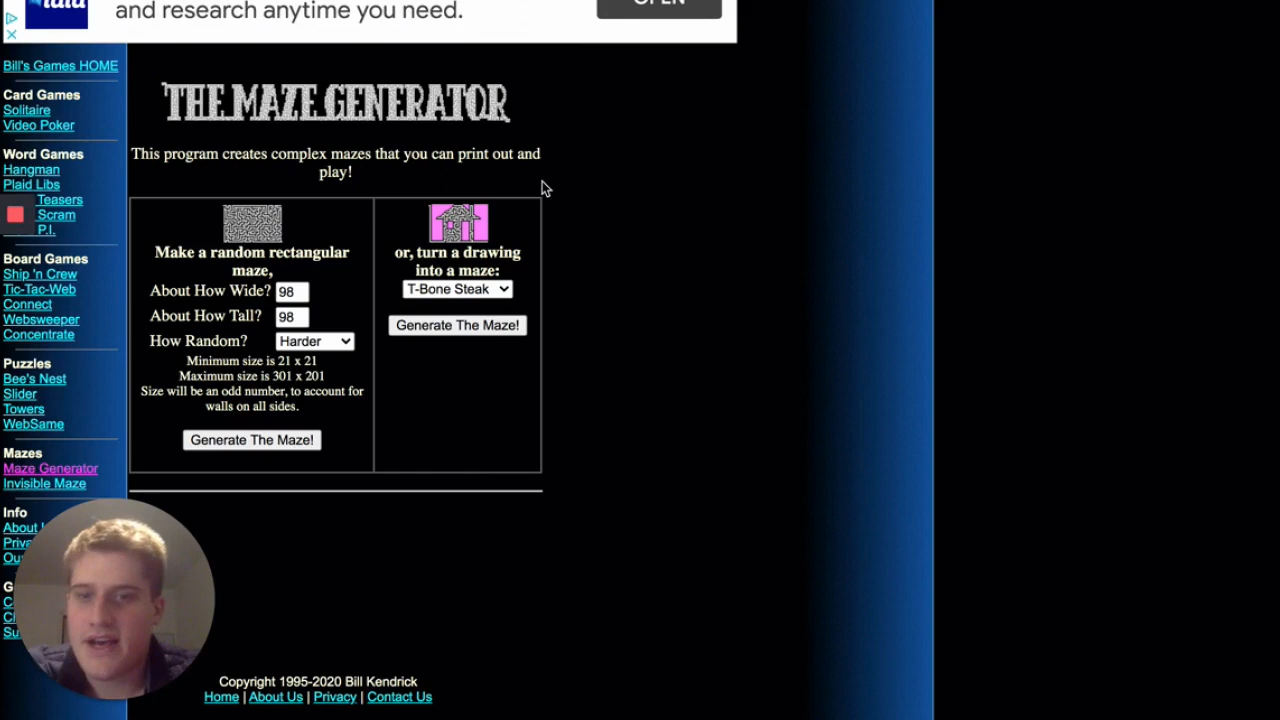 and research anytime you need.
OPEN
Bill's Games HOME
Card Games
Solitaire
Video Poker
Word Games
Hangman
Plaid Libs
Teasers
Scram
P.I.
Board Games
Ship 'n Crew
Tic-Tac-Web
Connect
Websweeper
Concentrate
Puzzles
Bee's Nest
Slider
Towers
WebSame
Mazes
Maze Generator
Invisible Maze
Info
About
THE MAZE GENERATOR
This program creates complex mazes that you can print out and
play!
Make a random rectangular
maze,
About How Wide? 98
About How Tall? 98
How Random? Harder
Minimum size is 21 x 21
Maximum size is 301 x 201
Size will be an odd number, to account for
walls on all sides.
Generate The Maze!
or, turn a drawing
into a maze:
T-Bone Steak
Generate The Maze!
Copyright 1995-2020 Bill Kendrick
Home | About Us | Privacy | Contact Us